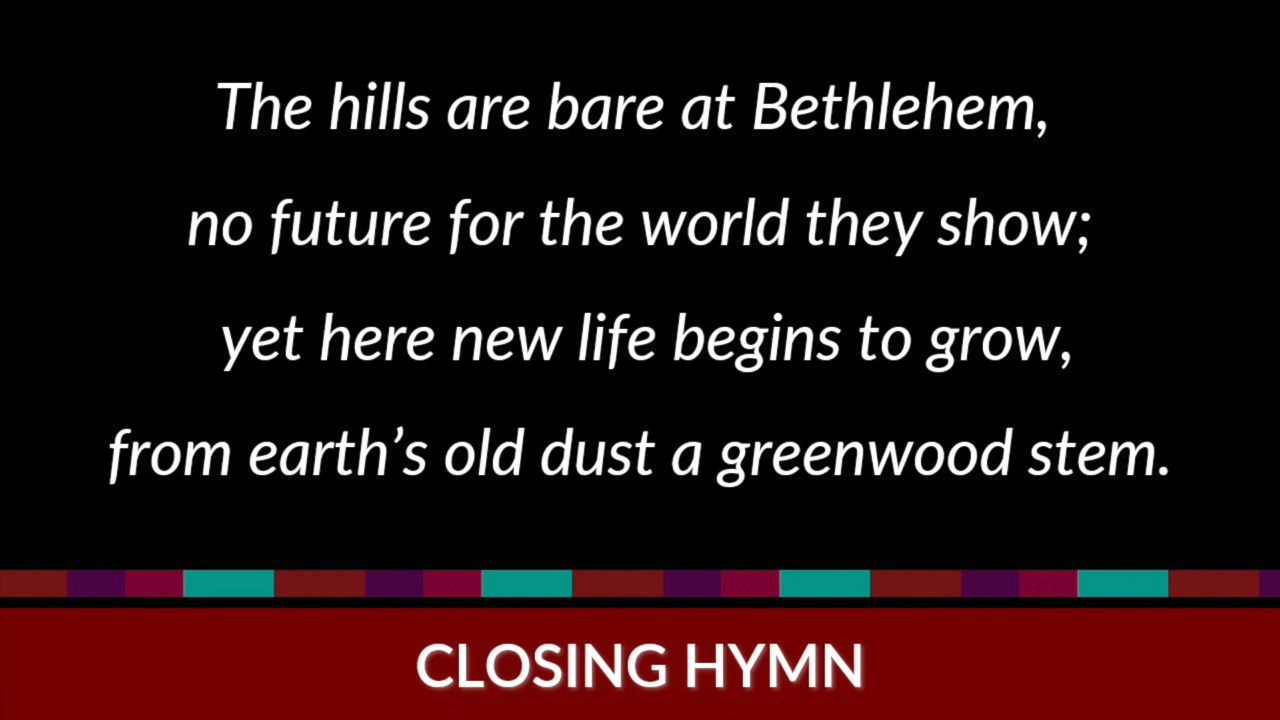 The hills are bare at Bethlehem,
no future for the world they show;
yet here new life begins to grow,
from earth’s old dust a greenwood stem.
CLOSING HYMN